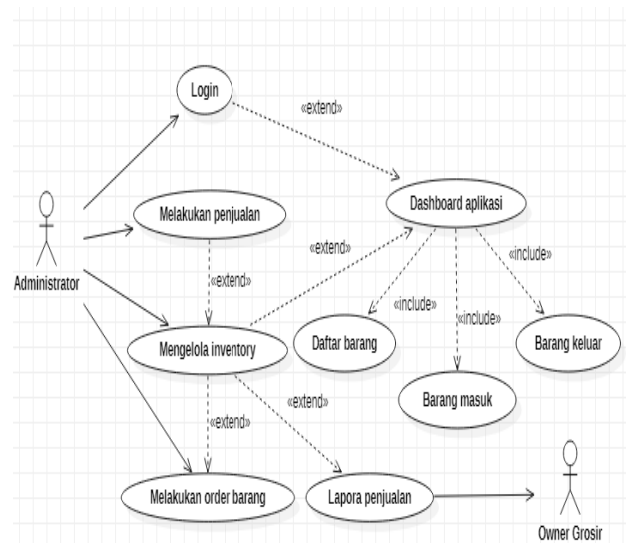 Login
«extend»
Melakukan penjualan
Dashboard aplikasi
«extend»
«extend»
«include»
Administrator
«include»
«include»
Mengelola inventory
Daftar barang
Barang keluar
Barang masuk
«extend»
«extend»
Melakukan order barang
Lapora penjualan
Owner Grosir